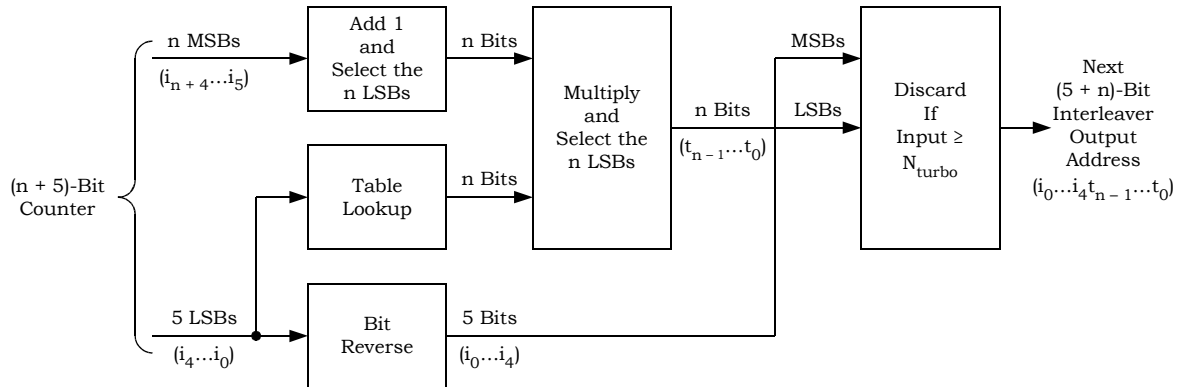 (n + 5)-Bit
Counter
n MSBs
(i_{n + 4}…i_5)
Add 1
and
Select the
n LSBs
n Bits
Table
Lookup
n Bits
5 LSBs
(i_4…i_0)
Bit
Reverse
5 Bits
(i_0…i_4)
Multiply
and
Select the
n LSBs
n Bits
(t_{n – 1}…t_0)
MSBs
LSBs
Discard
If
Input ≥
N_{turbo}
Next
(5 + n)-Bit
Interleaver
Output
Address
(i_0…i_4t_{n – 1}…t_0)